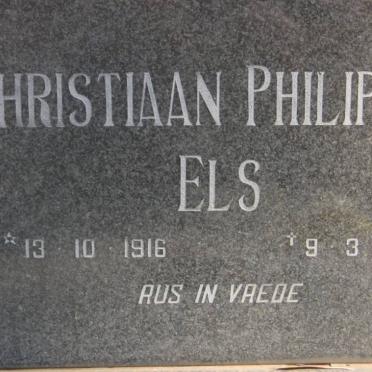 HRISTIAAN PHILIP
ELS
* 13 · 10 · 1916 † 9 · 3
RUS IN VREDE